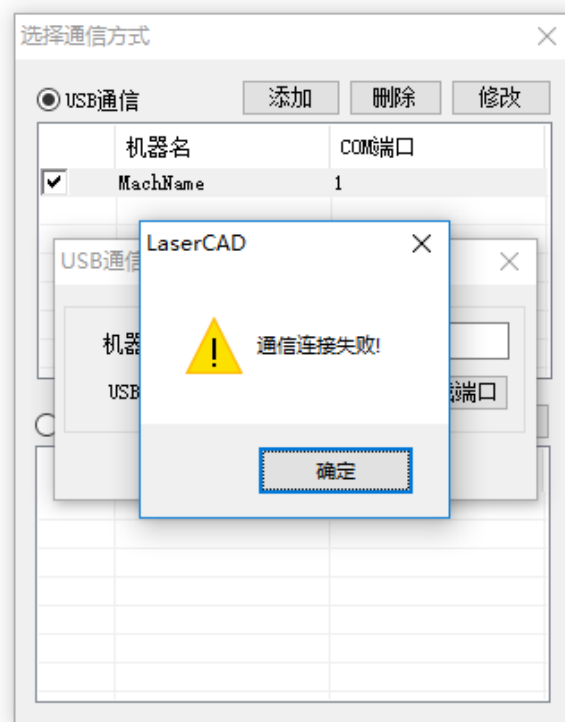 选择通信方式
USB通信
添加
删除
修改
机器名
COM端口
MachName
1
USB通信
LaserCAD
通信连接失败!
机器
USB
端口
确定